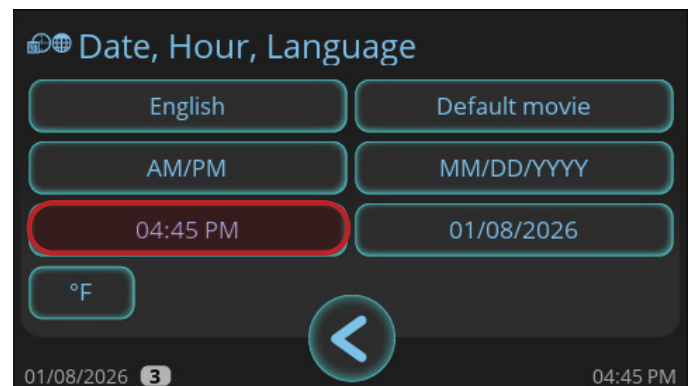 Date, Hour, Language
English
Default movie
AM/PM
MM/DD/YYYY
04:45 PM
01/08/2026
°F
01/08/2026 3
04:45 PM